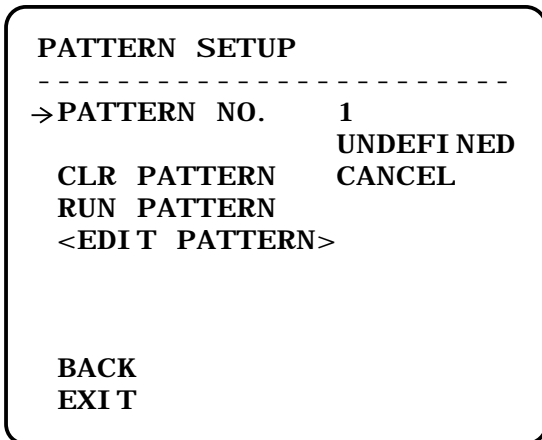 PATTERN SETUP
------------------------
→PATTERN NO. 1
UNDEFINED
CLR PATTERN CANCEL
RUN PATTERN
<EDIT PATTERN>
BACK
EXIT